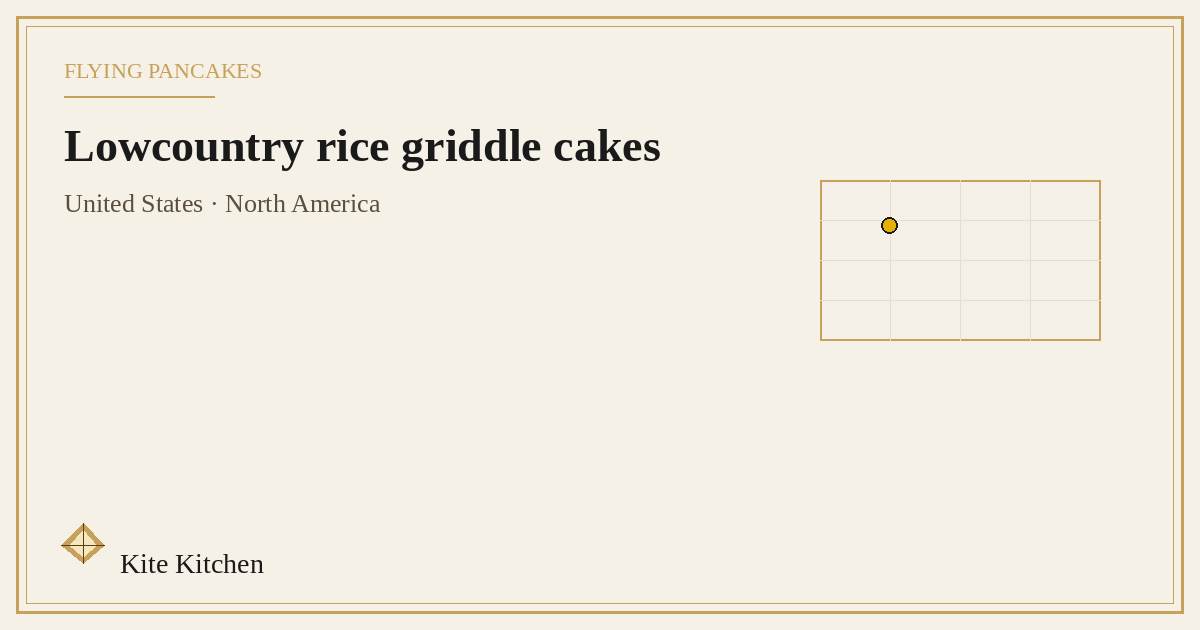 FLYING PANCAKES
Lowcountry rice griddle cakes
United States · North America
Kite Kitchen